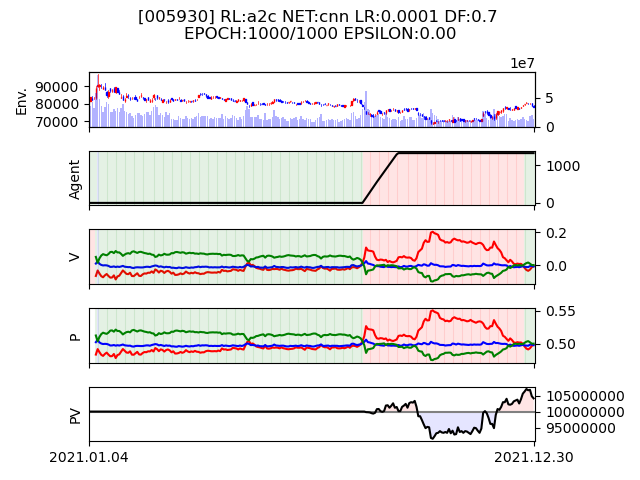 [005930] RL:a2c NET:cnn LR:0.0001 DF:0.7
EPOCH:1000/1000 EPSILON:0.00
1e7
Env.
90000
80000
70000
5
0
Agent
1000
0
V
0.2
0.0
P
0.55
0.50
PV
105000000
100000000
95000000
2021.01.04
2021.12.30